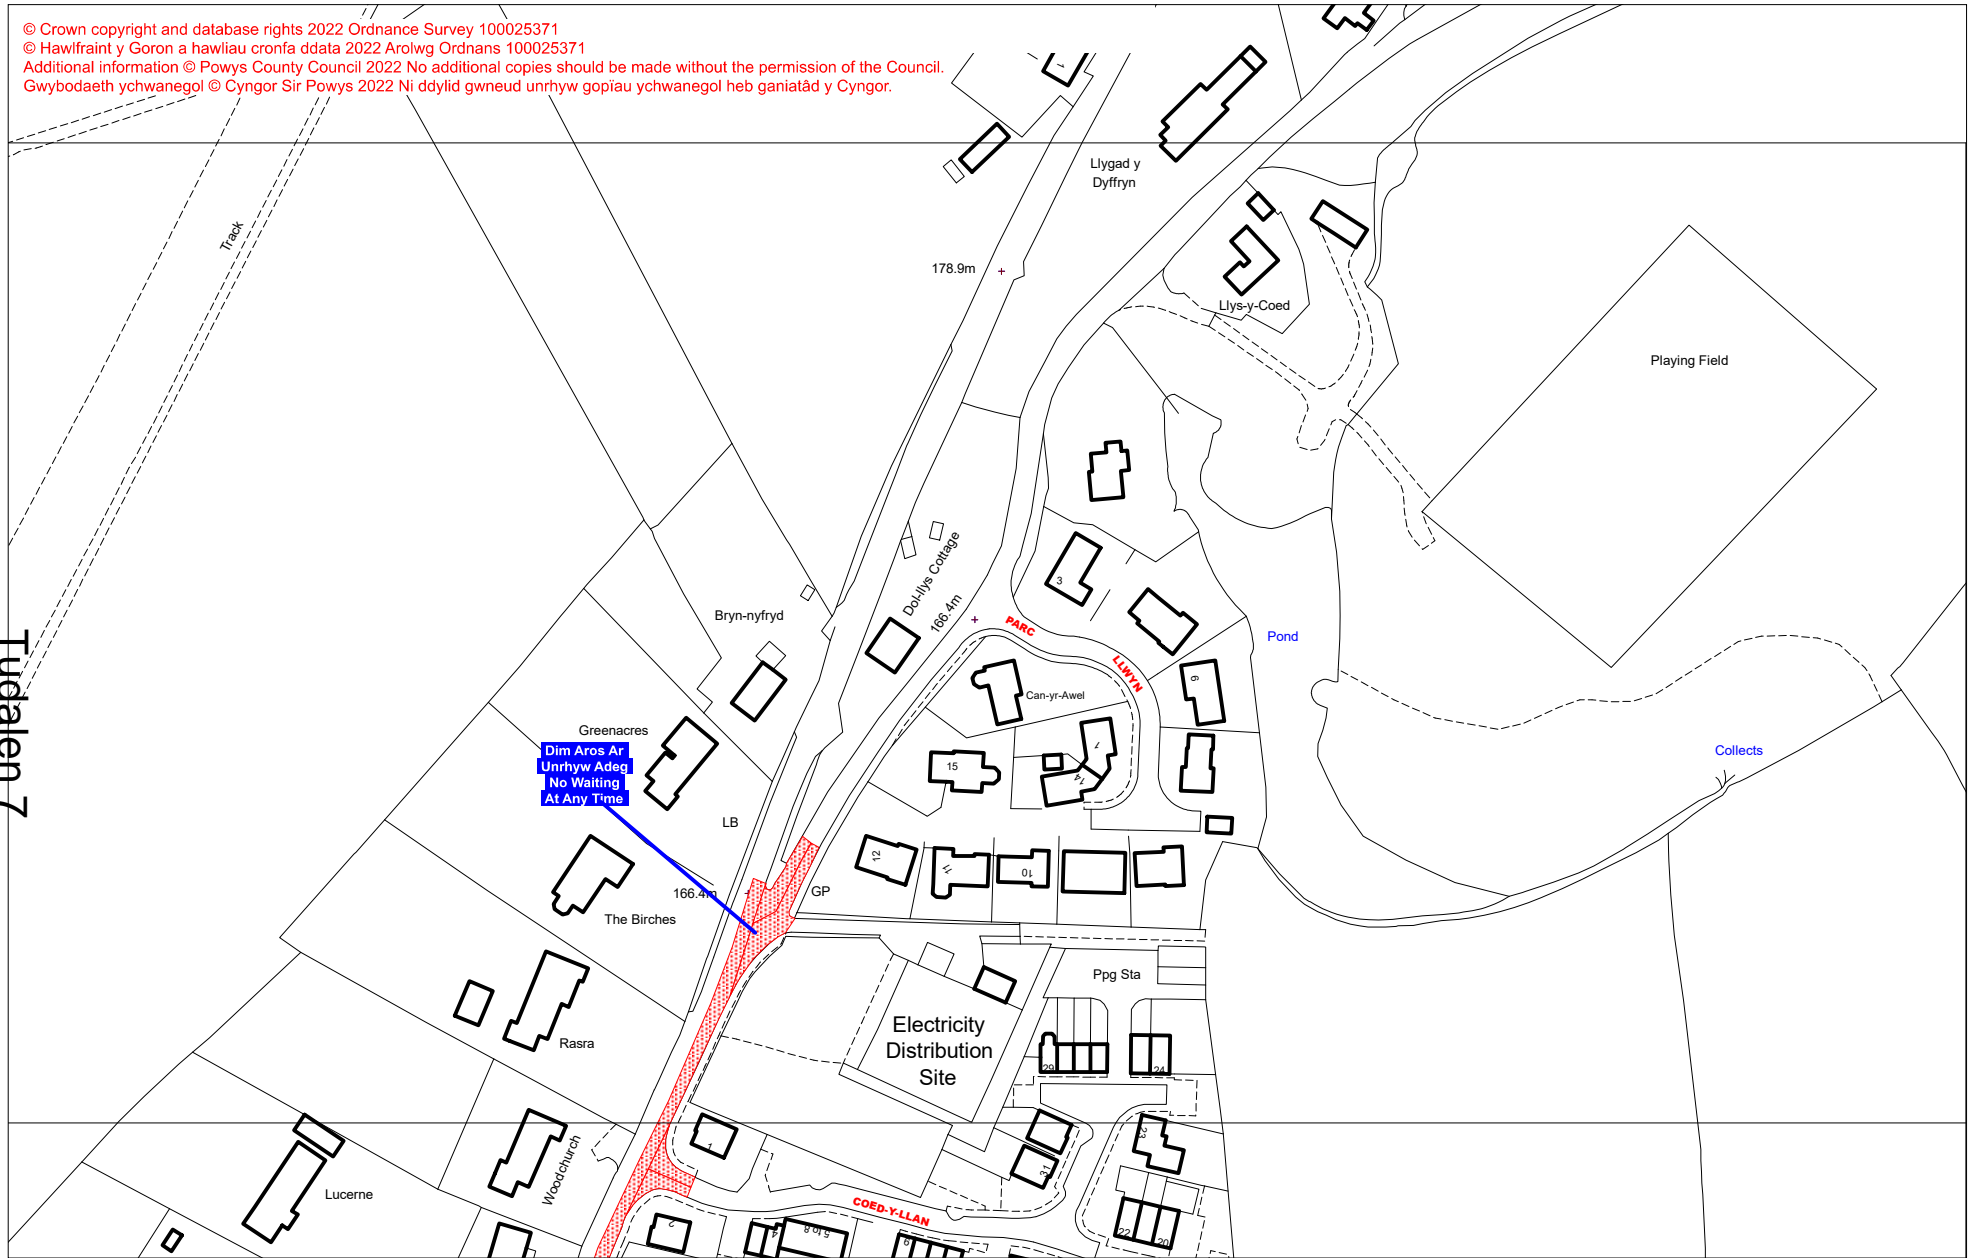 © Crown copyright and database rights 2022 Ordnance Survey 100025371
© Hawlfraint y Goron a hawliau cronfa ddata 2022 Arolwg Ordnans 100025371
Additional information © Powys County Council 2022 No additional copies should be made without the permission of the Council.
Gwybodaeth ychwanegol © Cyngor Sir Powys 2022 Ni ddylid gwneud unrhyw gopïau ychwanegol heb ganiatâd y Cyngor.
1
Llygad y
Dyffryn
Track
178.9m
Llys-y-Coed
Playing Field
Dol-llys Cottage
3
166.4m
Bryn-nyfryd
PARC
LLWYN
Pond
6
Can-yr-Awel
Tudalen 7
Greenacres
Dim Aros Ar
Unrhyw Adeg
No Waiting
At Any Time
15
7
14
Collects
LB
12
11
10
166.4m
GP
The Birches
Ppg Sta
Electricity
Distribution
Site
Rasra
29
24
1
23
31
Woodchurch
Lucerne
COED-Y-LLAN
2
4
5 to 8
9
22
20